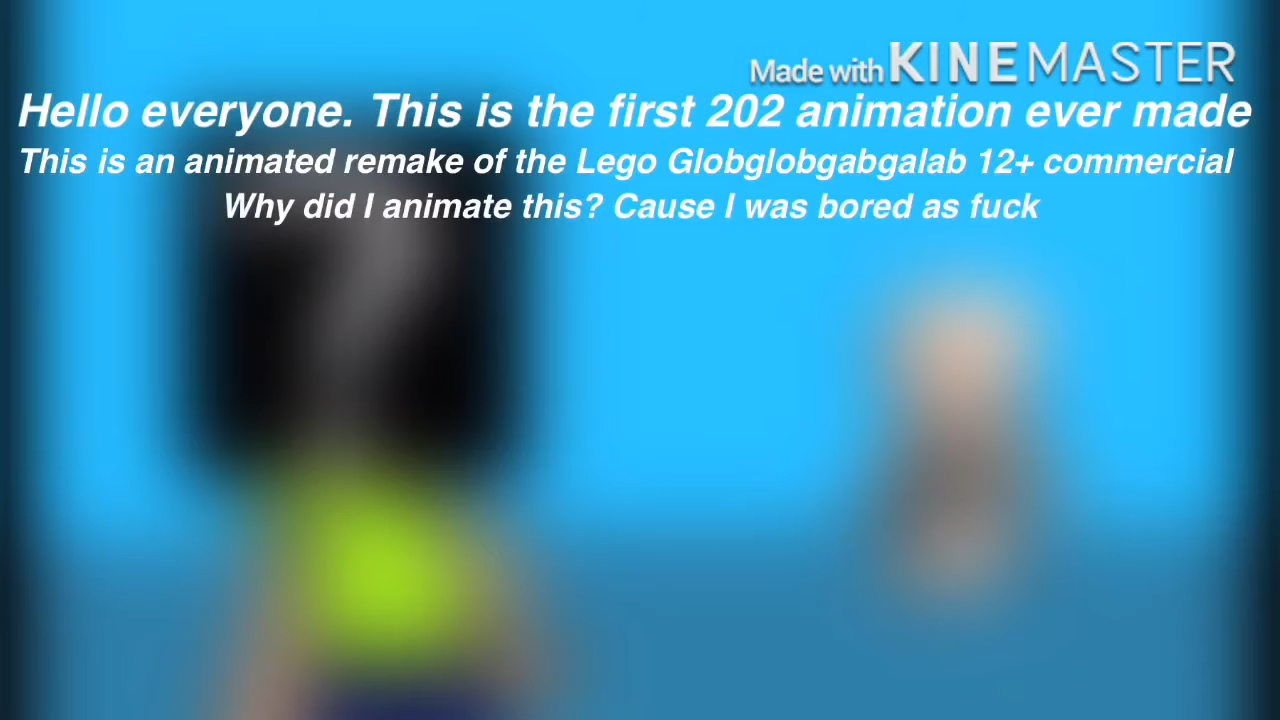 Made with KINEMASTER
Hello everyone. This is the first 202 animation ever made
This is an animated remake of the Lego Globglobgabgalab 12+ commercial
Why did I animate this? Cause I was bored as fuck